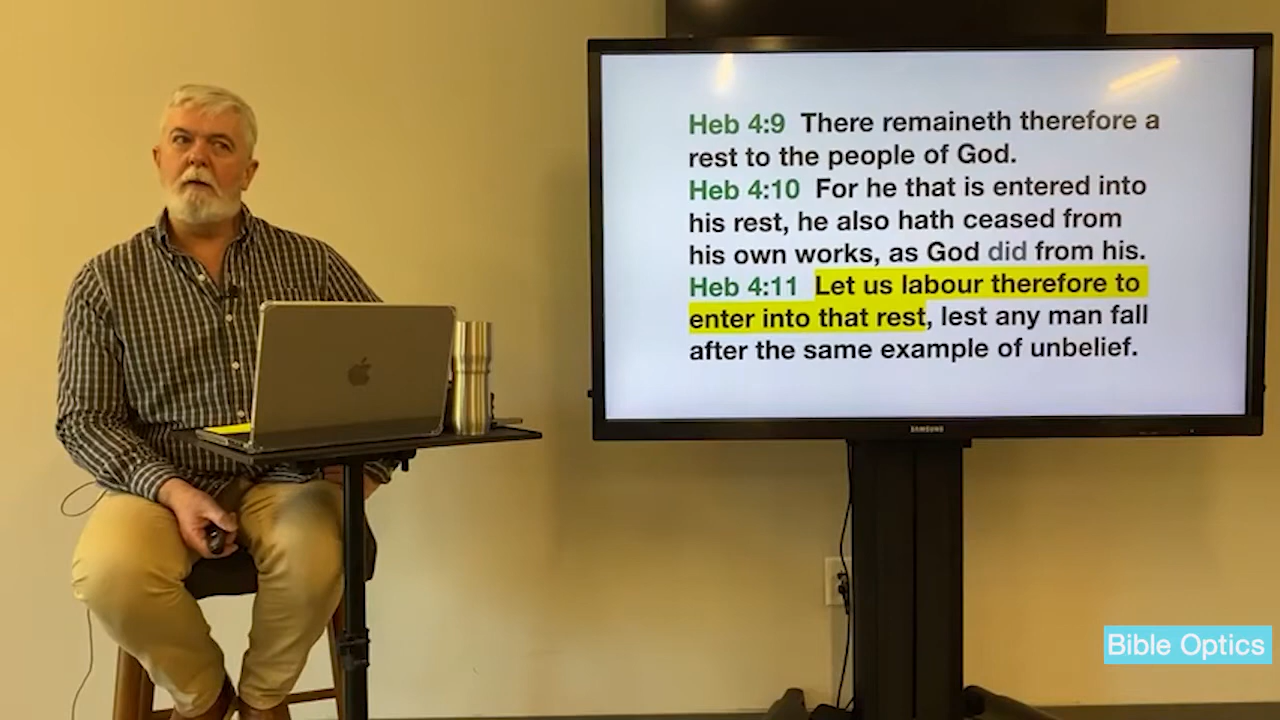 Heb 4:9 There remaineth therefore a
rest to the people of God.
Heb 4:10 For he that is entered into
his rest, he also hath ceased from
his own works, as God did from his.
Heb 4:11 Let us labour therefore to
enter into that rest, lest any man fall
after the same example of unbelief.
SAMSUNG
Bible Optics